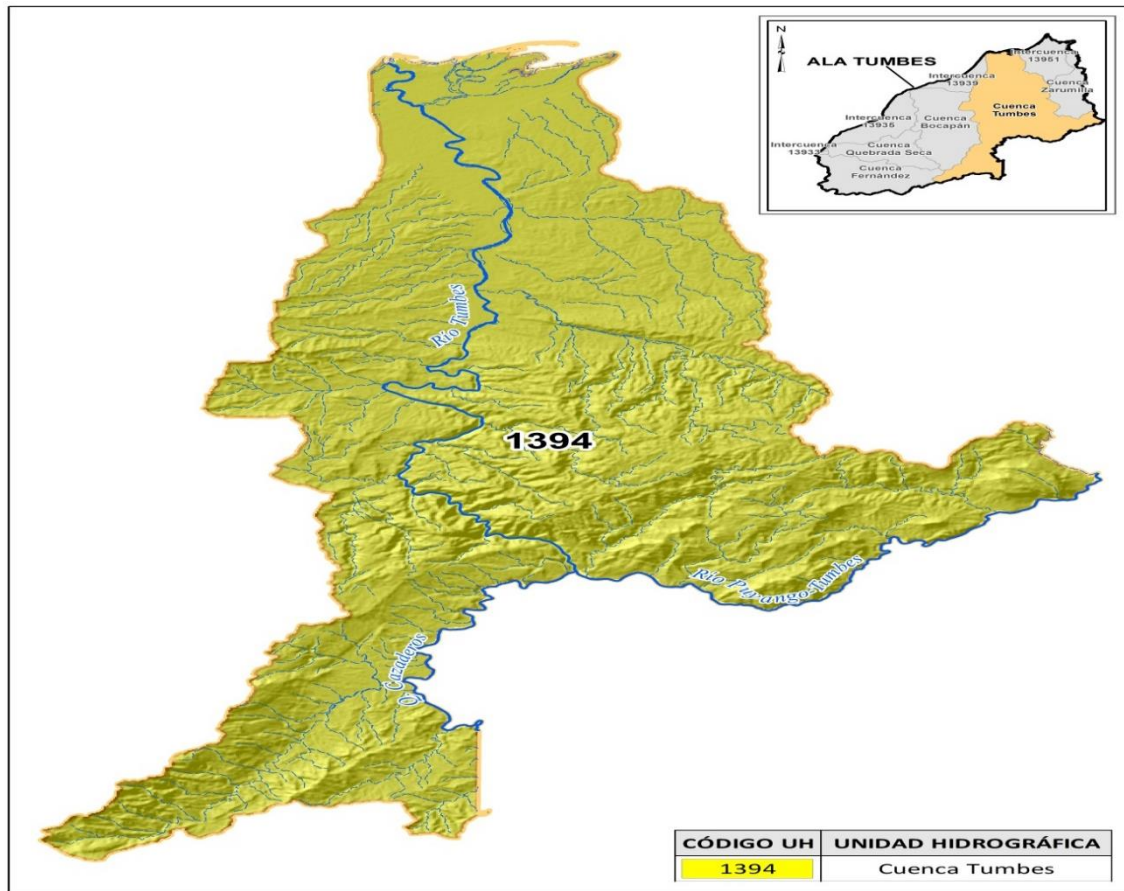 N
ALA TUMBES
Intercuenca
13951
Intercuenca
13939
Cuenca
Zarumilla
Cuenca
Tumbes
Intercuenca
13935
Cuenca
Bocapán
Intercuenca
13933
Cuenca
Quebrada Seca
Cuenca
Fernández
Río Tumbes
1394
Río Puyango-Tumbes
Q. Cazaderos
CÓDIGO UH UNIDAD HIDROGRÁFICA
1394 Cuenca Tumbes